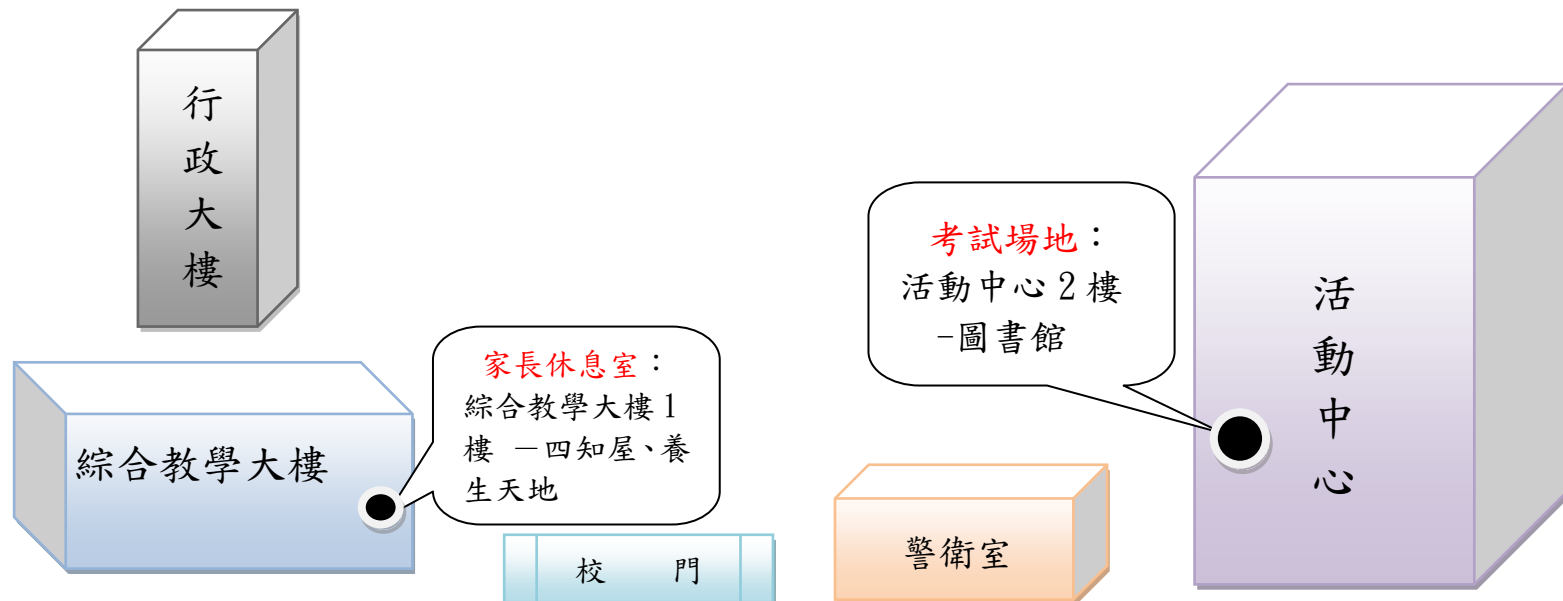 行政大樓
考試場地：
活動中心2樓
-圖書館
活動中心
家長休息室：
綜合教學大樓1
樓 －四知屋、養
生天地
綜合教學大樓
校 門
警衛室